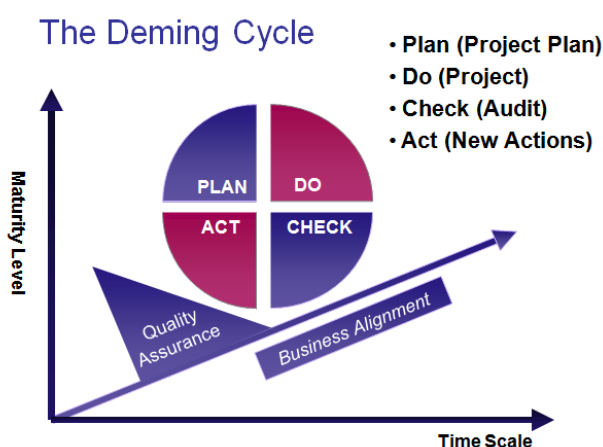 The Deming Cycle
• Plan (Project Plan)
• Do (Project)
• Check (Audit)
• Act (New Actions)
Maturity Level
PLAN
DO
ACT
CHECK
Quality
Assurance
Business Alignment
Time Scale